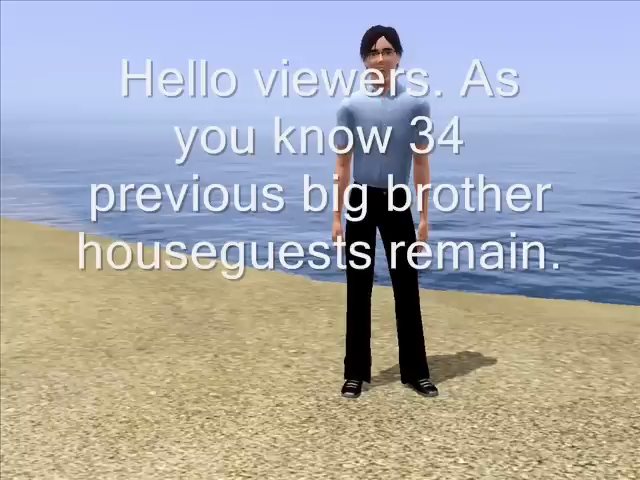 Hello viewers. As
you know 34
previous big brother
houseguests remain.